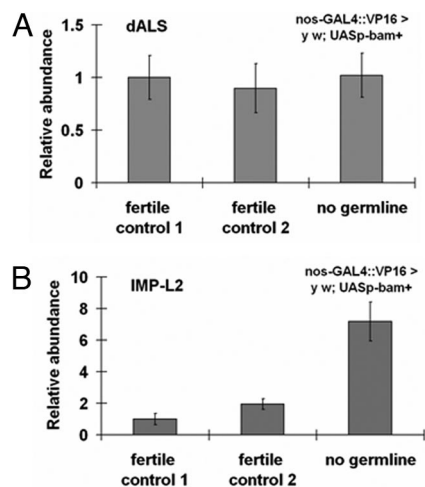 A
dALS
nos-GAL4::VP16 >
y w; UASp-bam+
Relative abundance
1.5
1
0.5
0
fertile
control 1
fertile
control 2
no germline
B
IMP-L2
nos-GAL4::VP16 >
y w; UASp-bam+
Relative abundance
10
8
6
4
2
0
fertile
control 1
fertile
control 2
no germline